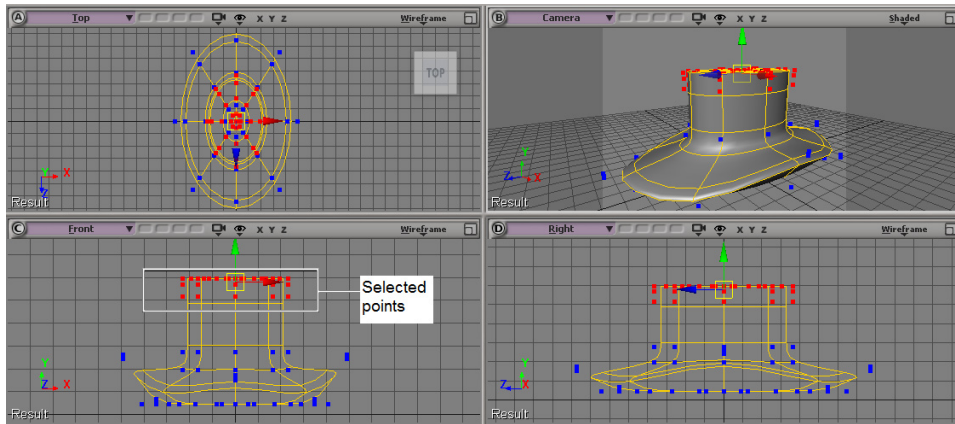 A Top X Y Z Wireframe
TOP
Y X
Z
Result
B Camera X Y Z Shaded
Y
Z X
Result
C Front X Y Z Wireframe
Selected
points
Y
Z X
Result
D Right X Y Z Wireframe
Y
Z X
Result